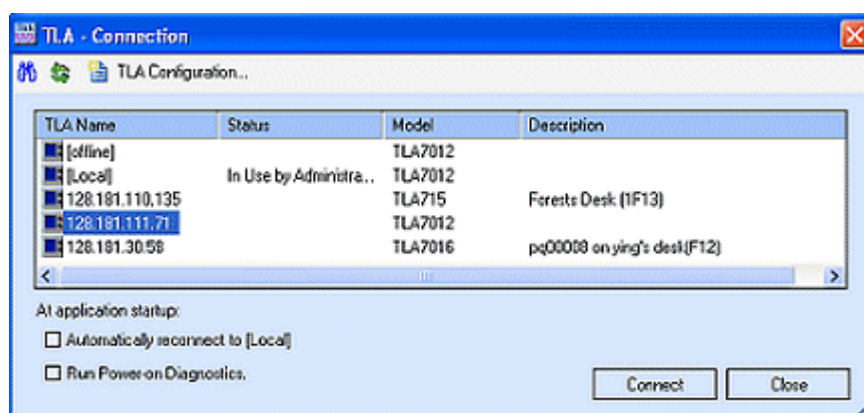 TLA - Connection
TLA Configuration...
TLA Name Status Model Description
[offline] TLA7012
[Local] In Use by Administra... TLA7012
128.181.110.135 TLA715 Forests Desk (1F13)
128.181.111.71 TLA7012
128.181.30.58 TLA7016 pq00008 on ying's desk(F12)
At application startup:
Automatically reconnect to [Local]
Run Power-on Diagnostics.
Connect Close